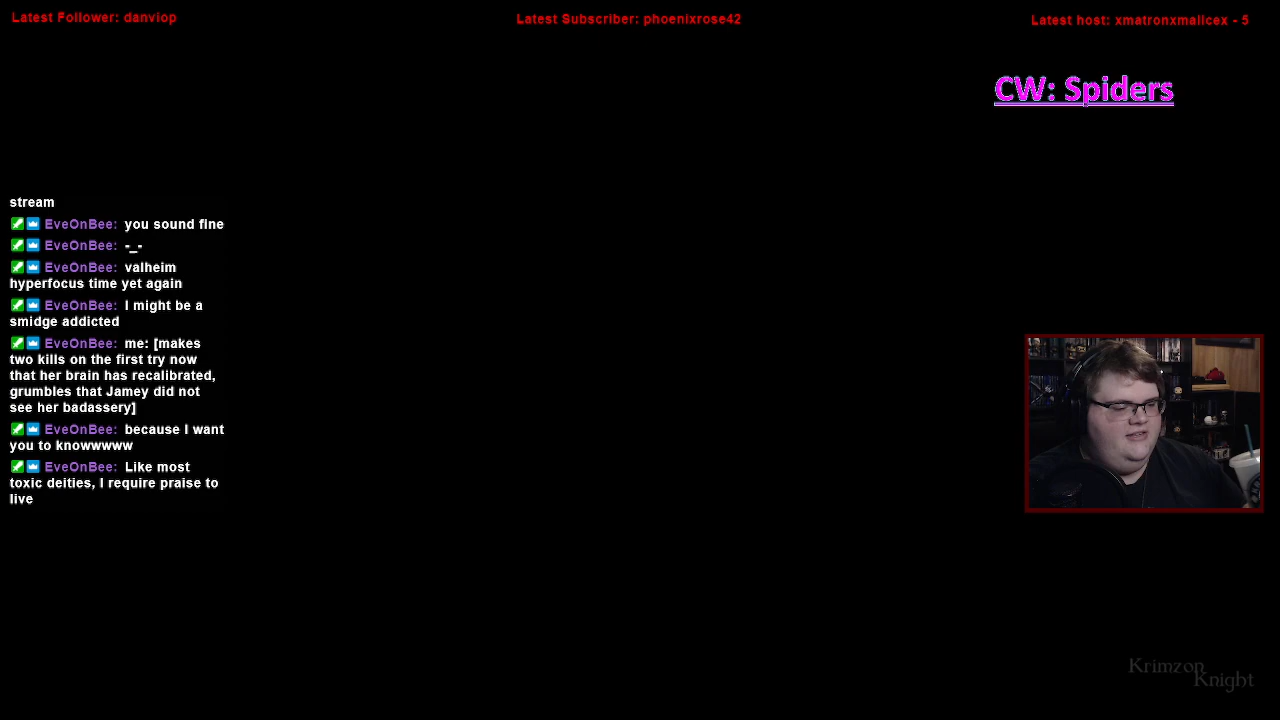 Latest Follower: danviop
Latest Subscriber: phoenixrose42
Latest host: xmatronxmalicex - 5
CW: Spiders
stream
EveOnBee: you sound fine
EveOnBee: -_-
EveOnBee: valheim
hyperfocus time yet again
EveOnBee: I might be a
smidge addicted
EveOnBee: me: [makes
two kills on the first try now
that her brain has recalibrated,
grumbles that Jamey did not
see her badassery]
EveOnBee: because I want
you to knowwwww
EveOnBee: Like most
toxic deities, I require praise to
live
Krimzon
Knight